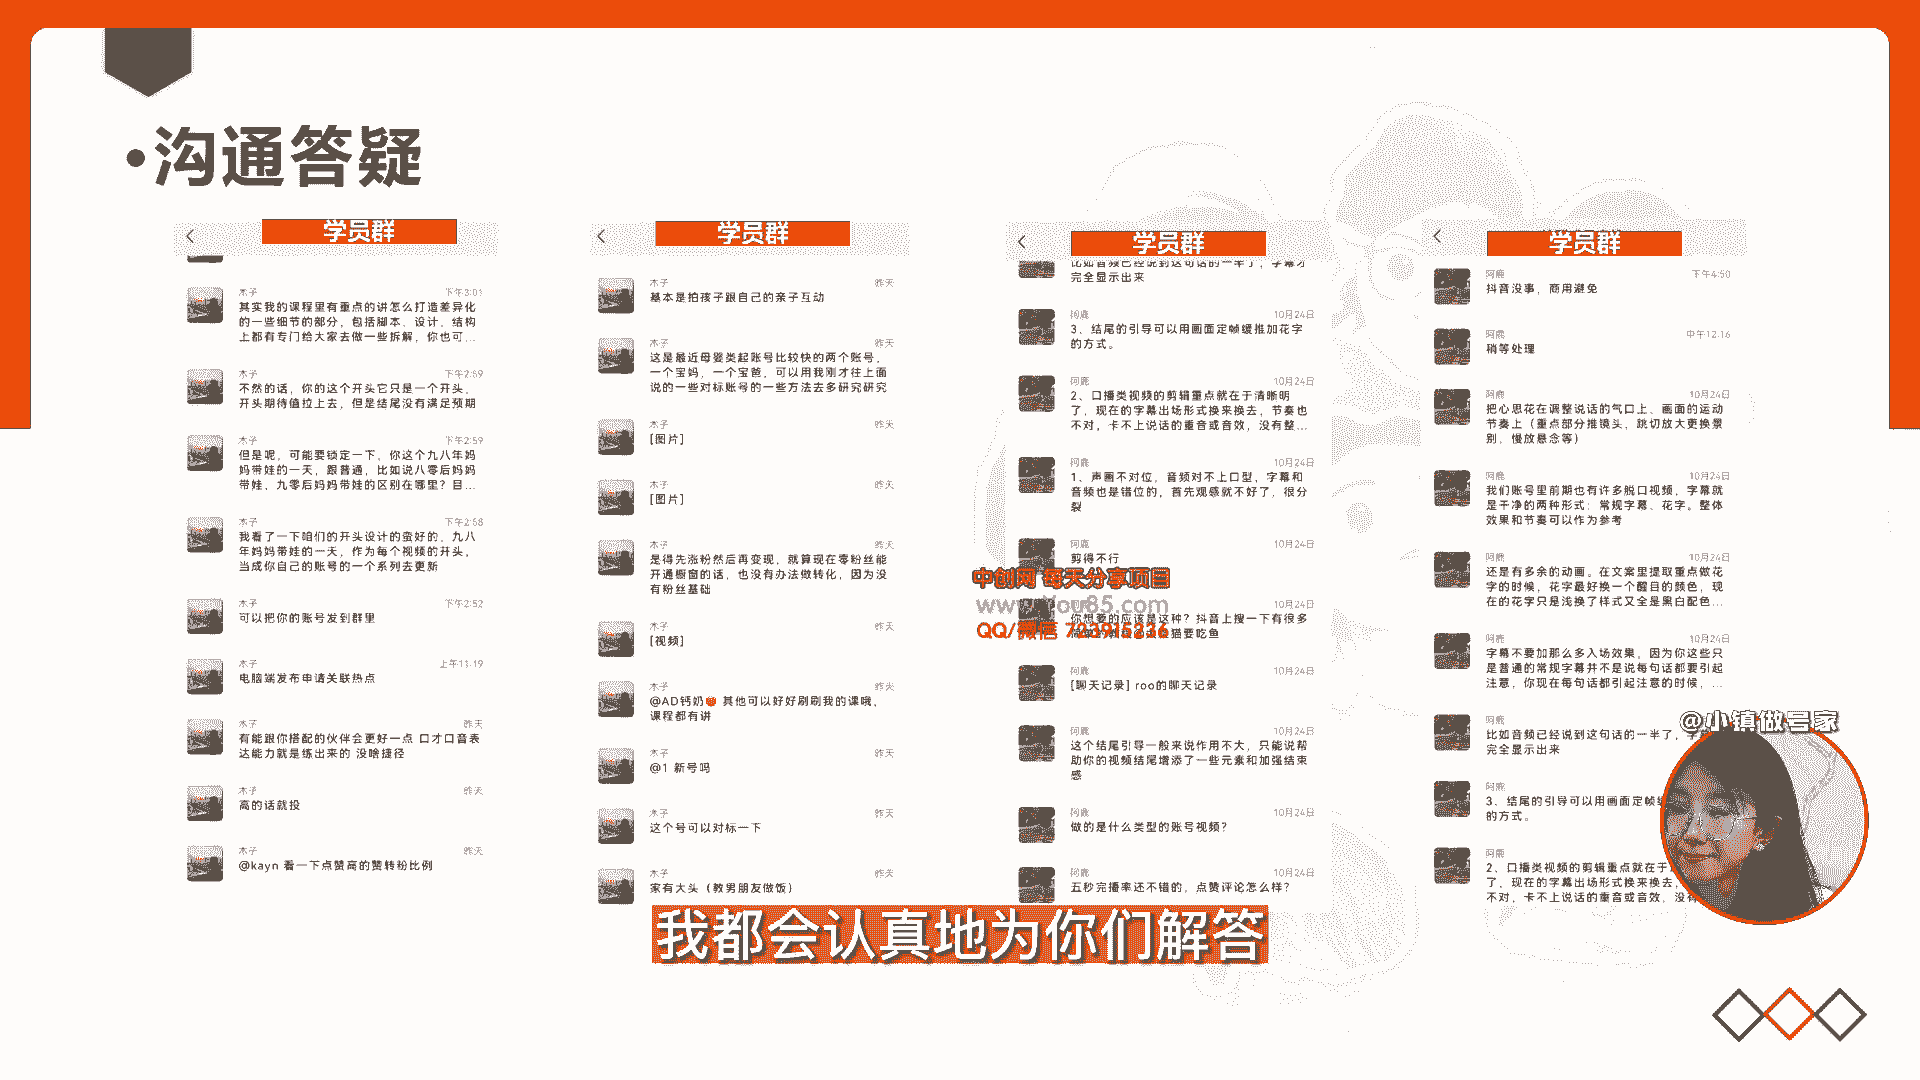 •沟通答疑
学员群
木子 下午3:01
其实我的课程里有重点的讲怎么打造差异化
的一些细节的部分，包括脚本、设计、结构
上都有专门给大家去做一些拆解，你也可...
木子 下午2:59
不然的话，你的这个开头它只是一个开头，
开头期待值拉上去，但是结尾没有满足预期
木子 下午2:59
但是呢，可能要锁定一下，你这个九八年妈
妈带娃的一天，跟普通，比如说八零后妈妈
带娃，九零后妈妈带娃的区别在哪里？目...
木子 下午2:58
我看了一下咱们的开头设计的蛮好的，九八
年妈妈带娃的一天，作为每个视频的开头，
当成你自己的账号的一个系列去更新
木子 下午2:52
可以把你的账号发到群里
木子 上午11:19
电脑端发布申请关联热点
木子 昨天
有能跟你搭配的伙伴会更好一点 口才口音表
达能力就是练出来的 没啥捷径
木子 昨天
高的话就投
木子 昨天
@kayn 看一下点赞高的赞转粉比例
学员群
木子 昨天
基本是拍孩子跟自己的亲子互动
木子 昨天
这是最近母婴类起账号比较快的两个账号，
一个宝妈，一个宝爸，可以用我刚才往上面
说的一些对标账号的一些方法去多研究研究
木子 昨天
[图片]
木子 昨天
[图片]
木子 昨天
是得先涨粉然后再变现，就算现在零粉丝能
开通橱窗的话，也没有办法做转化，因为没
有粉丝基础
木子 昨天
[视频]
木子 昨天
@AD钙奶 其他可以好好刷刷我的课哦，
课程都有讲
木子 昨天
@1 新号吗
木子 昨天
这个号可以对标一下
木子 昨天
家有大头（教男朋友做饭）
学员群
比如音频已经说到这句话的一半了，字幕才
完全显示出来
阿鹿 10月24日
3、结尾的引导可以用画面定帧缓推加花字
的方式。
阿鹿 10月24日
2、口播类视频的剪辑重点就在于清晰明
了，现在的字幕出场形式换来换去，节奏也
不对，卡不上说话的重音或音效，没有整...
阿鹿 10月24日
1、声画不对位，音频对不上口型，字幕和
音频也是错位的，首先观感就不好了，很分
裂
阿鹿 10月24日
剪得不行
中创网 每天分享项目
www.You85.com
QQ/微信
10月24日
你想要的应该是这种？抖音上搜一下有很多
猫要吃鱼
阿鹿 10月24日
[聊天记录] roo的聊天记录
阿鹿 10月24日
这个结尾引导一般来说作用不大，只能说帮
助你的视频结尾增添了一些元素和加强结束
感
阿鹿 10月24日
做的是什么类型的账号视频？
阿鹿 10月24日
五秒完播率还不错的，点赞评论怎么样？
学员群
阿鹿 下午4:50
抖音没事，商用避免
阿鹿 中午12:16
稍等处理
阿鹿 10月24日
把心思花在调整说话的气口上、画面的运动
节奏上（重点部分推镜头，跳切放大更换景
别，慢放悬念等）
阿鹿 10月24日
我们账号里前期也有许多脱口视频，字幕就
是干净的两种形式：常规字幕、花字。整体
效果和节奏可以作为参考
阿鹿 10月24日
还是有多余的动画。在文案里提取重点做花
字的时候，花字最好换一个醒目的颜色，现
在的花字只是浅换了样式又全是黑白配色...
阿鹿 10月24日
字幕不要加那么多入场效果，因为你这些只
是普通的常规字幕并不是说每句话都要引起
注意，你现在每句话都引起注意的时候，...
阿鹿
比如音频已经说到这句话的一半了，
完全显示出来
阿鹿
3、结尾的引导可以用画面定帧
的方式。
阿鹿
2、口播类视频的剪辑重点就在于
了，现在的字幕出场形式换来换去，
不对，卡不上说话的重音或音效，没
@小镇做号家
我都会认真地为你们解答